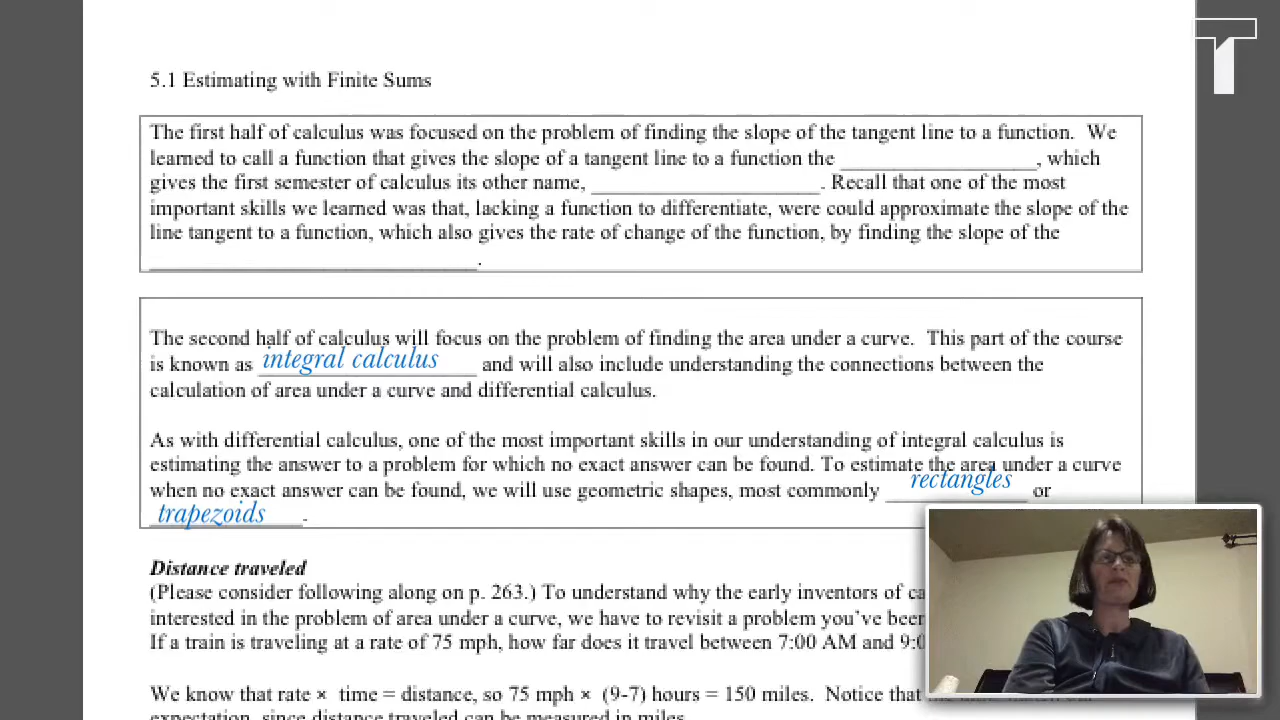 T
5.1 Estimating with Finite Sums
The first half of calculus was focused on the problem of finding the slope of the tangent line to a function. We
learned to call a function that gives the slope of a tangent line to a function the ____________________, which
gives the first semester of calculus its other name, _______________________. Recall that one of the most
important skills we learned was that, lacking a function to differentiate, were could approximate the slope of the
line tangent to a function, which also gives the rate of change of the function, by finding the slope of the
_________________________________.
The second half of calculus will focus on the problem of finding the area under a curve. This part of the course
is known as integral calculus and will also include understanding the connections between the
calculation of area under a curve and differential calculus.
As with differential calculus, one of the most important skills in our understanding of integral calculus is
estimating the answer to a problem for which no exact answer can be found. To estimate the area under a curve
when no exact answer can be found, we will use geometric shapes, most commonly rectangles or
trapezoids.
Distance traveled
(Please consider following along on p. 263.) To understand why the early inventors of ca
interested in the problem of area under a curve, we have to revisit a problem you've been
If a train is traveling at a rate of 75 mph, how far does it travel between 7:00 AM and 9:0
We know that rate × time = distance, so 75 mph × (9-7) hours = 150 miles. Notice that
expectation, since distance traveled can be measured in miles